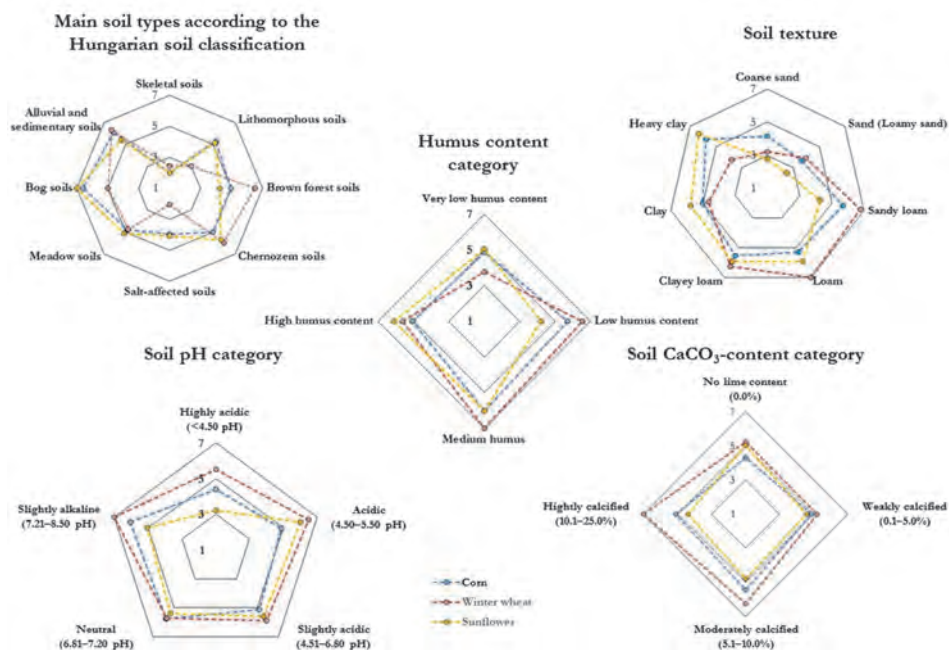 Main soil types according to the
Hungarian soil classification
Skeletal soils
7
5
3
1
Lithomorphous soils
Brown forest soils
Chernozem soils
Salt-affected soils
Meadow soils
Bog soils
Alluvial and
sedimentary soils
Soil texture
Coarse sand
7
5
3
1
Sand (Loamy sand)
Sandy loam
Loam
Clayey loam
Clay
Heavy clay
Humus content
category
Very low humus content
7
5
3
1
Low humus content
Medium humus
High humus content
Soil pH category
Highly acidic
(<4.50 pH)
7
5
3
1
Acidic
(4.50–5.50 pH)
Slightly acidic
(4.51–6.80 pH)
Neutral
(6.81–7.20 pH)
Slightly alkaline
(7.21–8.50 pH)
Soil CaCO₃-content category
No lime content
(0.0%)
7
5
3
1
Weakly calcified
(0.1–5.0%)
Moderately calcified
(5.1–10.0%)
Highly calcified
(10.1–25.0%)
Corn
Winter wheat
Sunflower